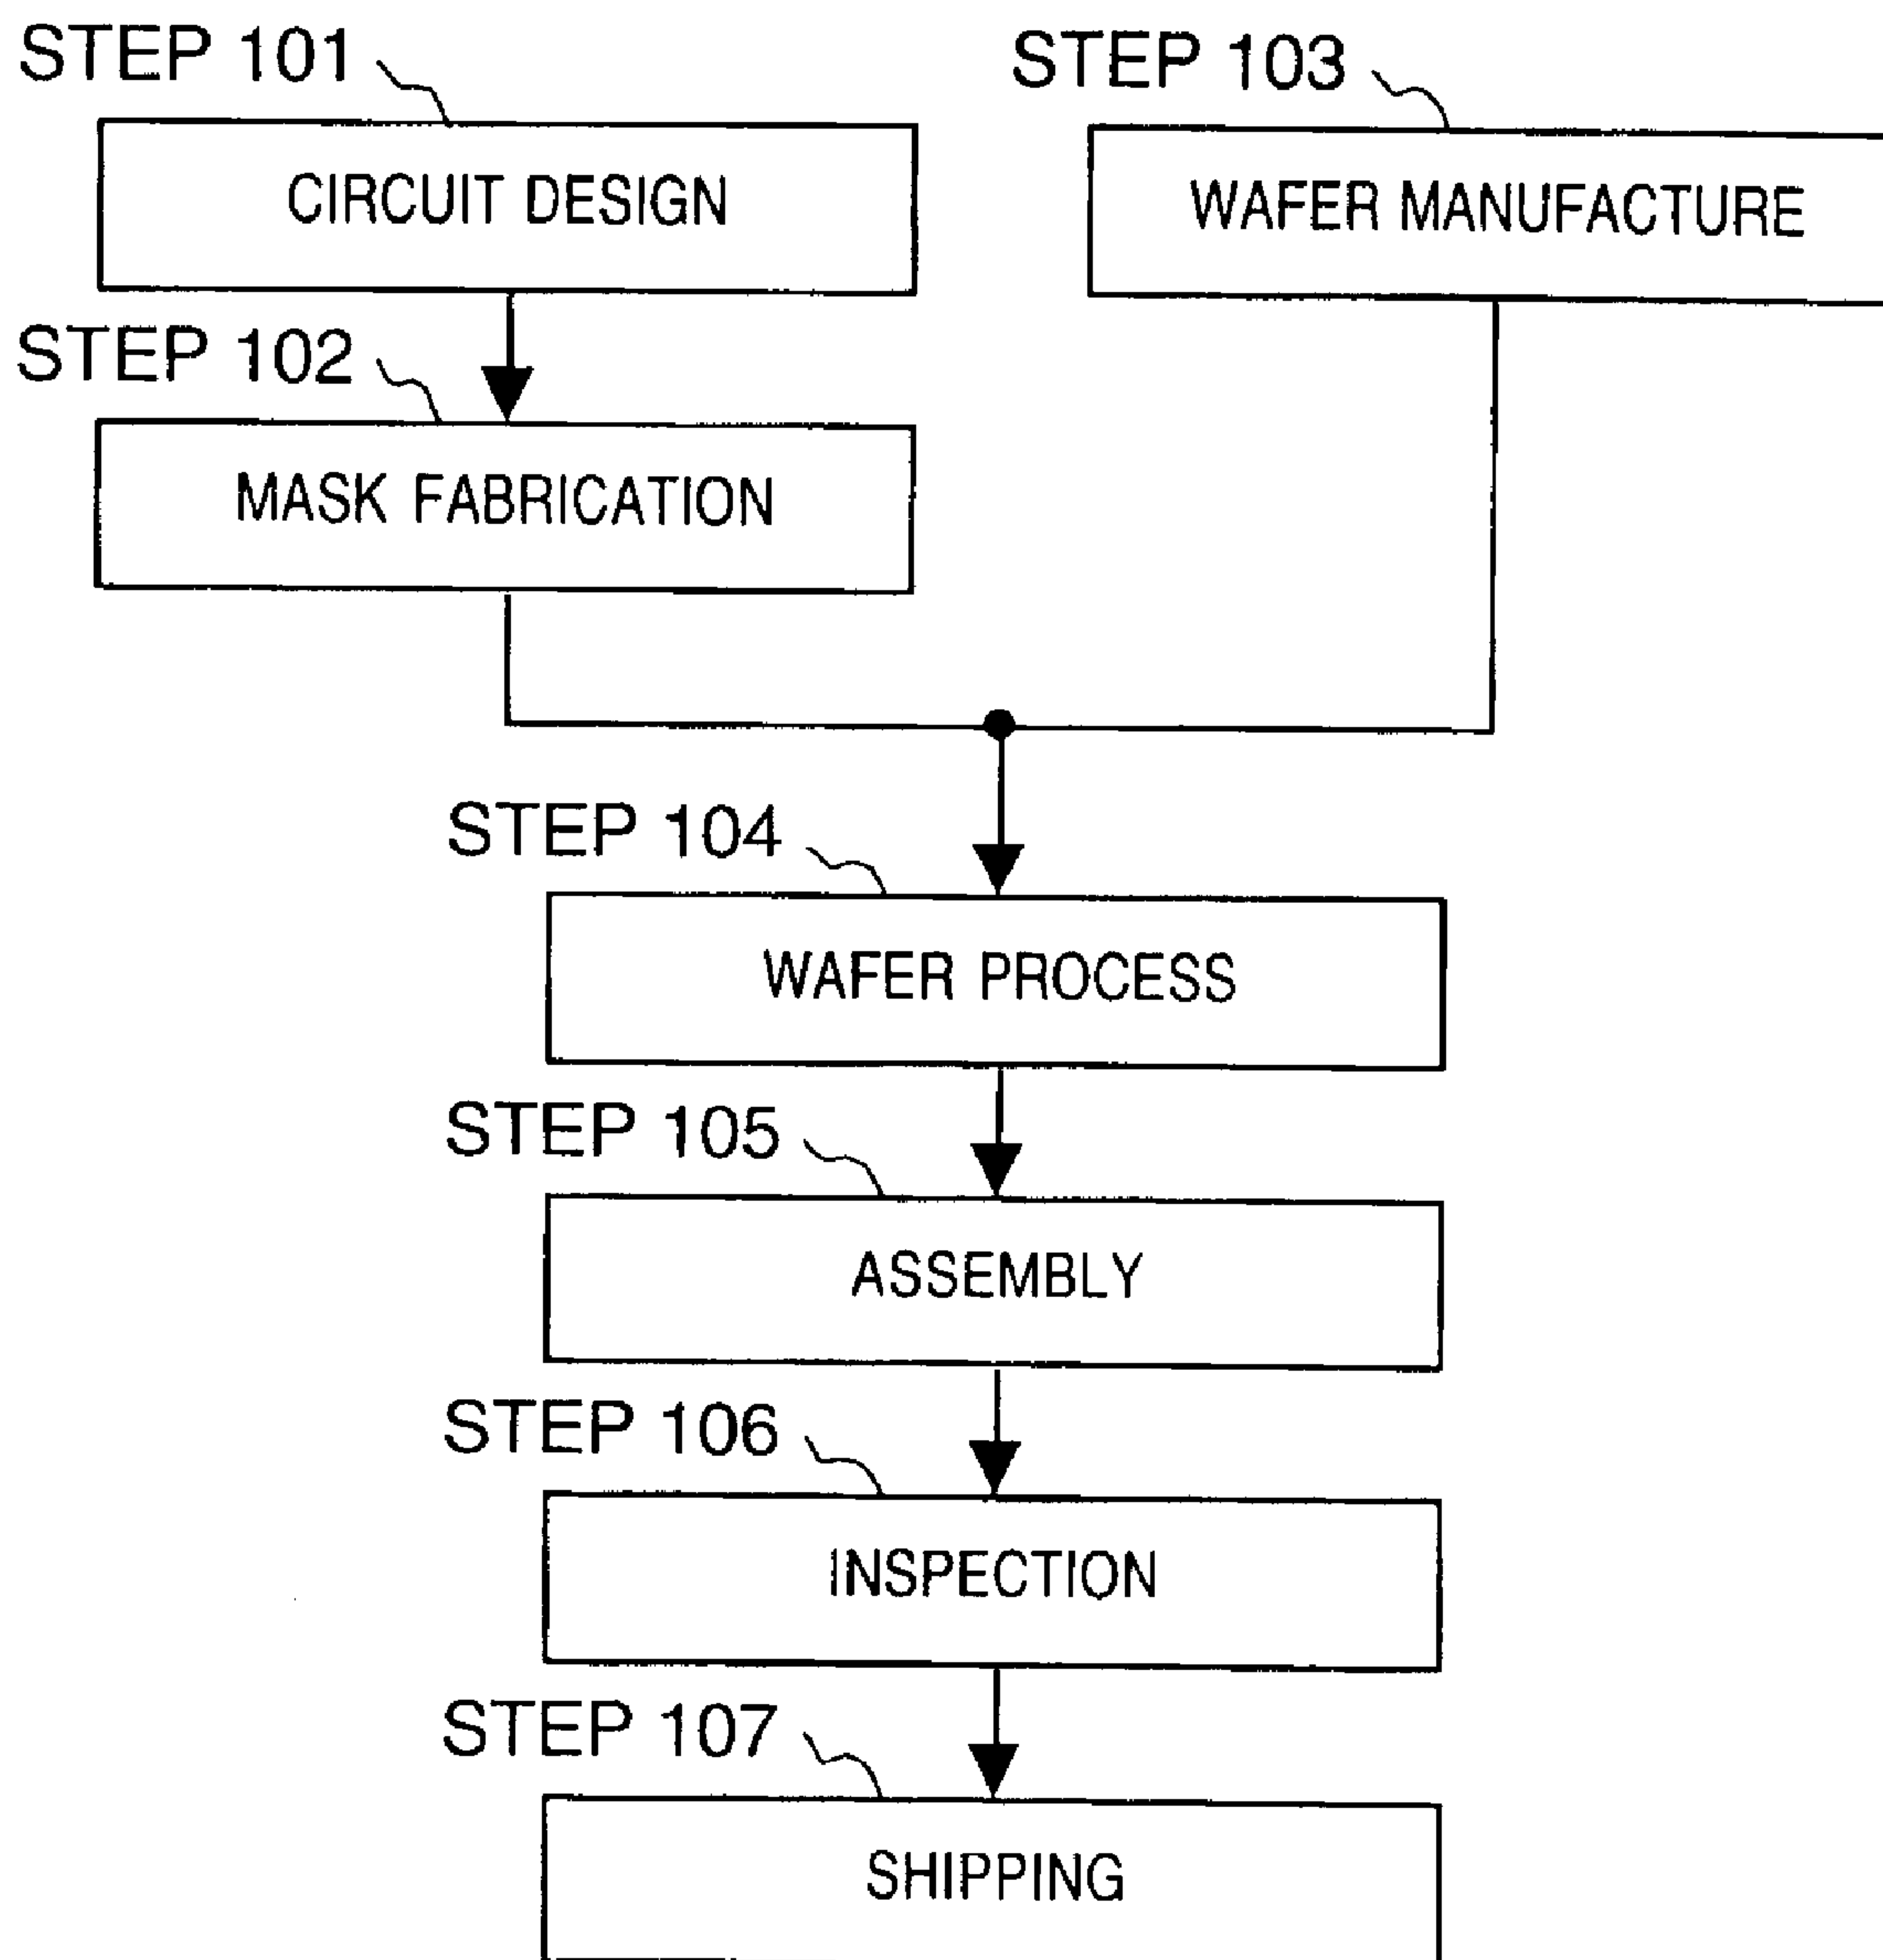 STEP 101
CIRCUIT DESIGN
STEP 103
WAFER MANUFACTURE
STEP 102
MASK FABRICATION
STEP 104
WAFER PROCESS
STEP 105
ASSEMBLY
STEP 106
INSPECTION
STEP 107
SHIPPING